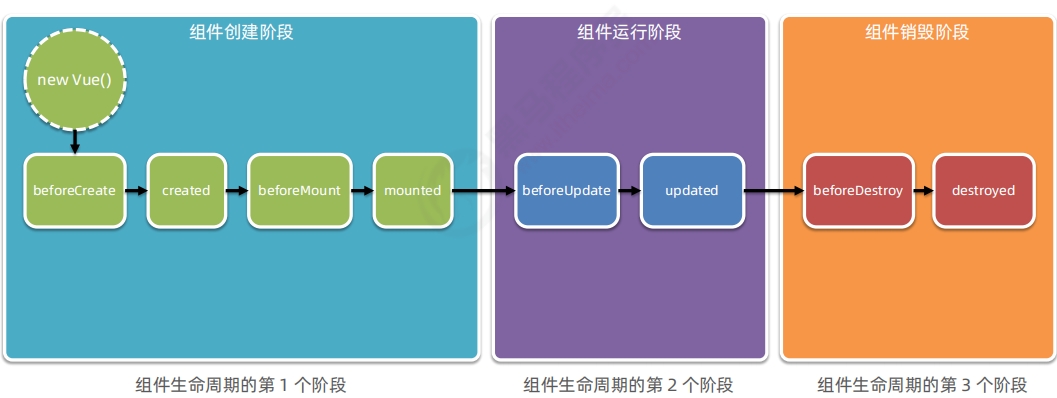 组件创建阶段
组件运行阶段
组件销毁阶段
new Vue()
beforeCreate
created
beforeMount
mounted
beforeUpdate
updated
beforeDestroy
destroyed
组件生命周期的第 1 个阶段
组件生命周期的第 2 个阶段
组件生命周期的第 3 个阶段